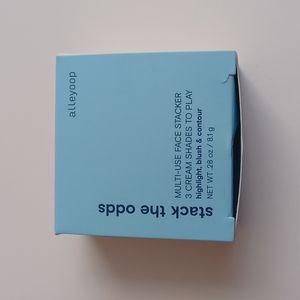 alleyoop
stack the odds
MULTI-USE FACE STACKER
3 CREAM SHADES TO PLAY
highlight, blush & contour
NET WT .28 oz / 8.1 g